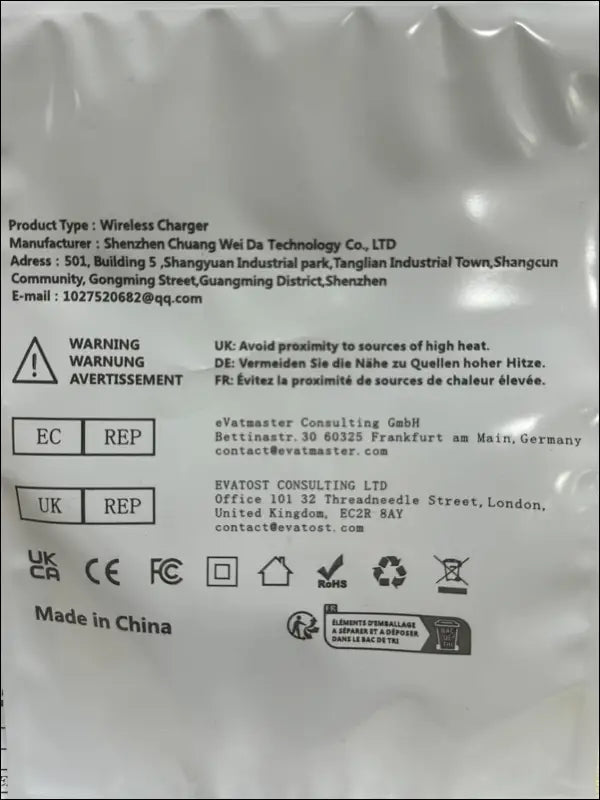 Product Type : Wireless Charger
Manufacturer : Shenzhen Chuang Wei Da Technology Co., LTD
Adress : 501, Building 5 ,Shangyuan Industrial park,Tanglian Industrial Town,Shangcun
Community, Gongming Street,Guangming District,Shenzhen
E-mail : 1027520682@qq.com
WARNING
WARNUNG
AVERTISSEMENT
UK: Avoid proximity to sources of high heat.
DE: Vermeiden Sie die Nähe zu Quellen hoher Hitze.
FR: Évitez la proximité de sources de chaleur élevée.
EC REP
eVatmaster Consulting GmbH
Bettinastr. 30 60325 Frankfurt am Main, Germany
contact@evatmaster.com
UK REP
EVATOST CONSULTING LTD
Office 101 32 Threadneedle Street, London,
United Kingdom, EC2R 8AY
contact@evatost.com
UK
CA
CE
FC
RoHS
Made in China
FR
ÉLÉMENTS D'EMBALLAGE
À SÉPARER ET À DÉPOSER
DANS LE BAC DE TRI
BAC
DE
TRI